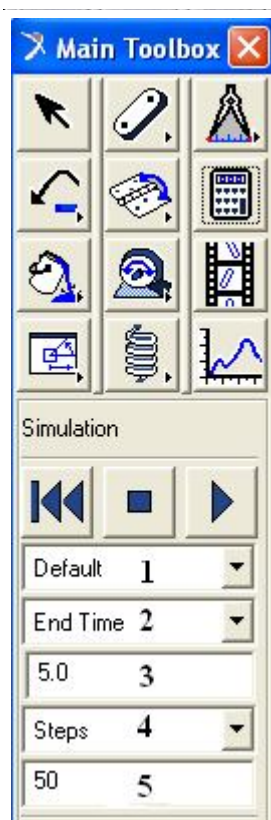 Main Toolbox
Simulation
Default 1
End Time 2
5.0 3
Steps 4
50 5